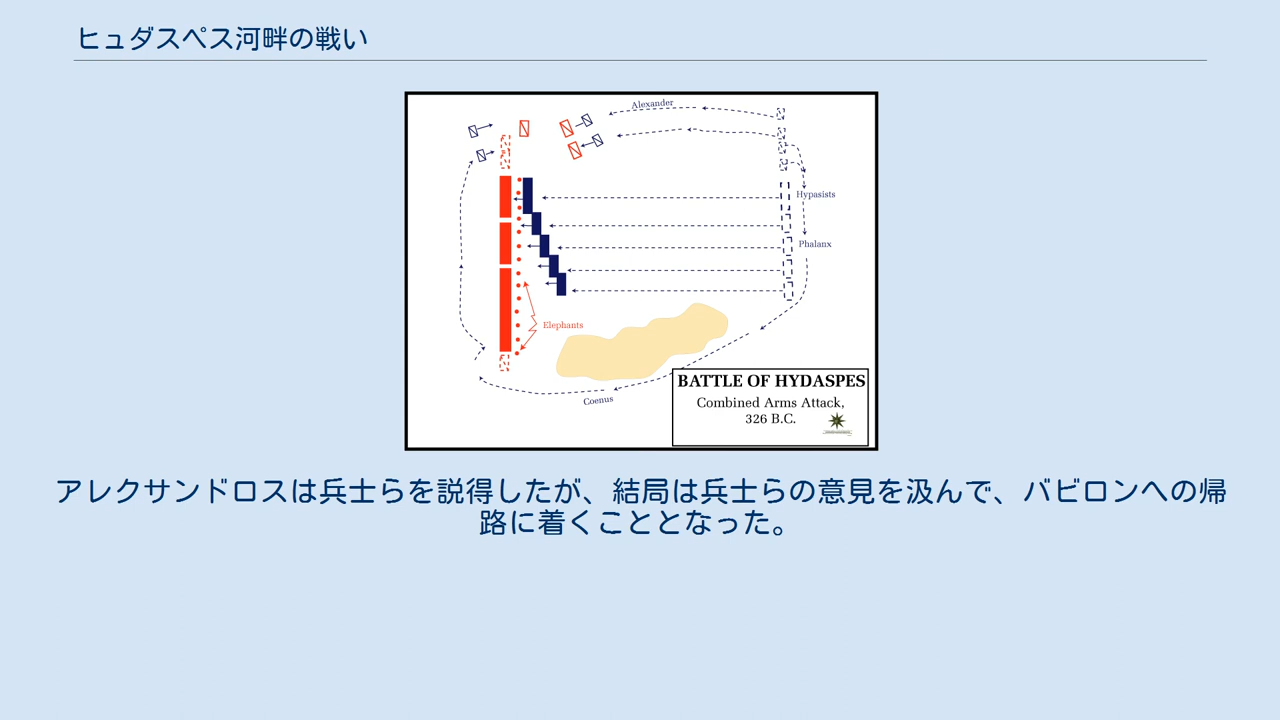 ヒュダスペス河畔の戦い
Alexander
Hypasists
Phalanx
Elephants
Coenus
BATTLE OF HYDASPES
Combined Arms Attack,
326 B.C.
アレクサンドロスは兵士らを説得したが、結局は兵士らの意見を汲んで、バビロンへの帰
路に着くこととなった。